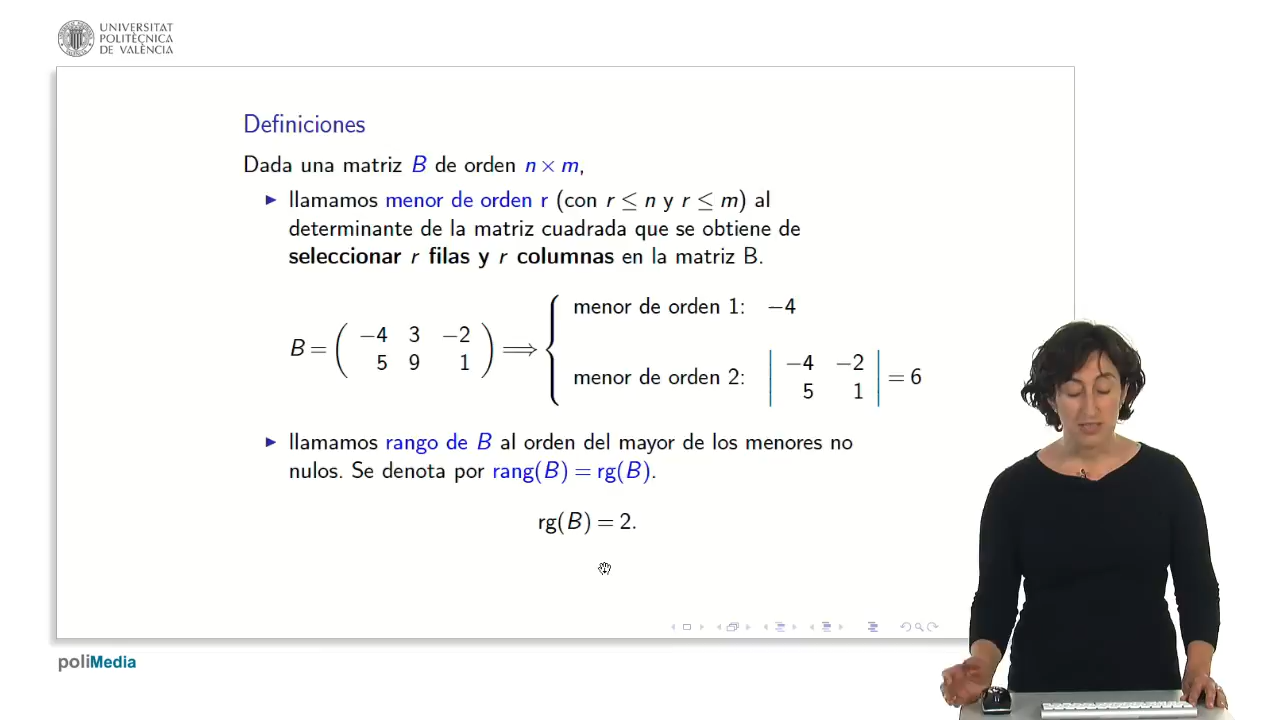 UNIVERSITAT
POLITÈCNICA
DE VALÈNCIA
Definiciones
Dada una matriz B de orden n × m,
llamamos menor de orden r (con r ≤ n y r ≤ m) al
determinante de la matriz cuadrada que se obtiene de
seleccionar r filas y r columnas en la matriz B.
menor de orden 1: −4
B = ( −4 3 −2
5 9 1 ) ⟹ {
menor de orden 2: | −4 −2
5 1 | = 6
llamamos rango de B al orden del mayor de los menores no
nulos. Se denota por rang(B) = rg(B).
rg(B) = 2.
poliMedia